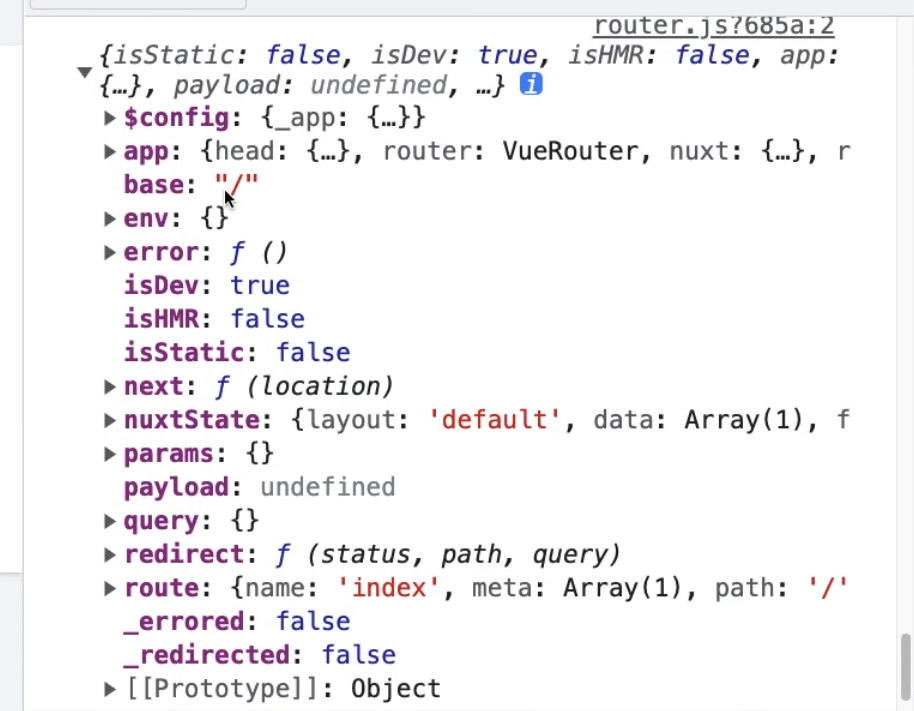 router.js?685a:2
{isStatic: false, isDev: true, isHMR: false, app:
{…}, payload: undefined, …} i
$config: {_app: {…}}
app: {head: {…}, router: VueRouter, nuxt: {…}, r
base: "/"
env: {}
error: ƒ ()
isDev: true
isHMR: false
isStatic: false
next: ƒ (location)
nuxtState: {layout: 'default', data: Array(1), f
params: {}
payload: undefined
query: {}
redirect: ƒ (status, path, query)
route: {name: 'index', meta: Array(1), path: '/'
_errored: false
_redirected: false
[[Prototype]]: Object